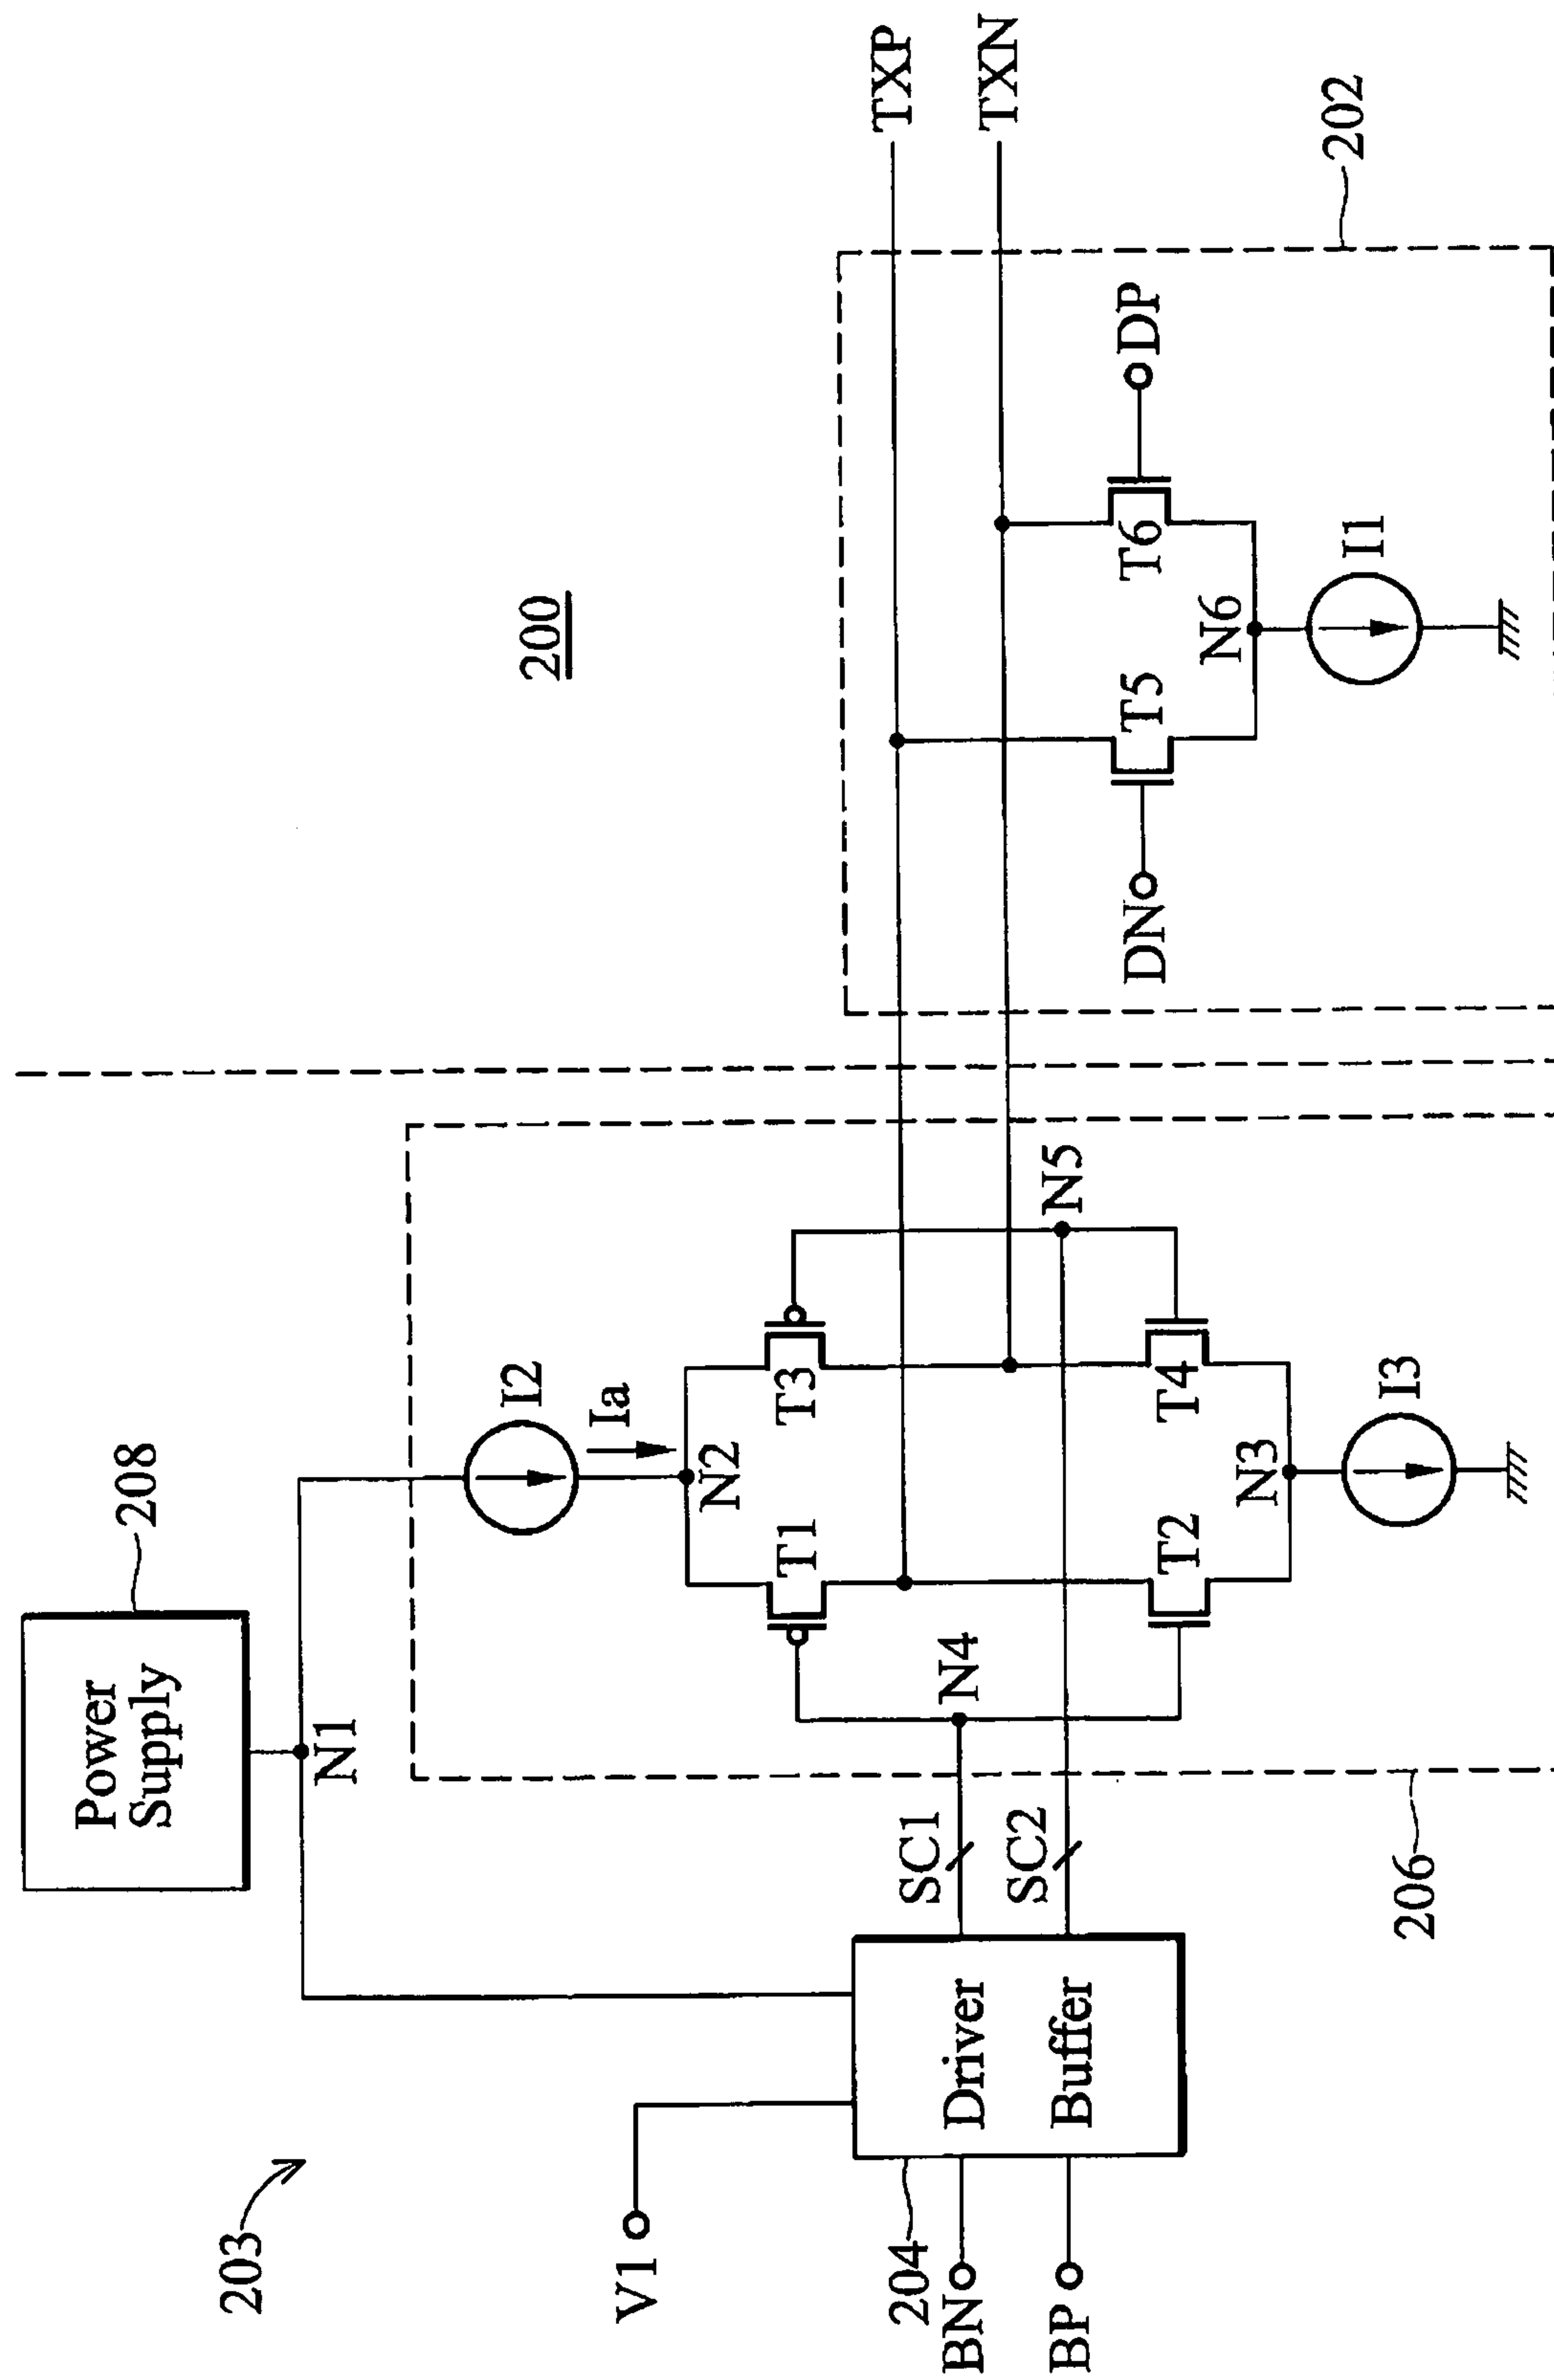 203
Power
Supply
208
N1
V1
204
BN
BP
Driver
Buffer
SC1
SC2
206
I2
Ia
N2
T1
T3
N4
N5
T2
T4
N3
I3
200
TXP
TXN
DN
T5
T6
DP
N6
I1
202